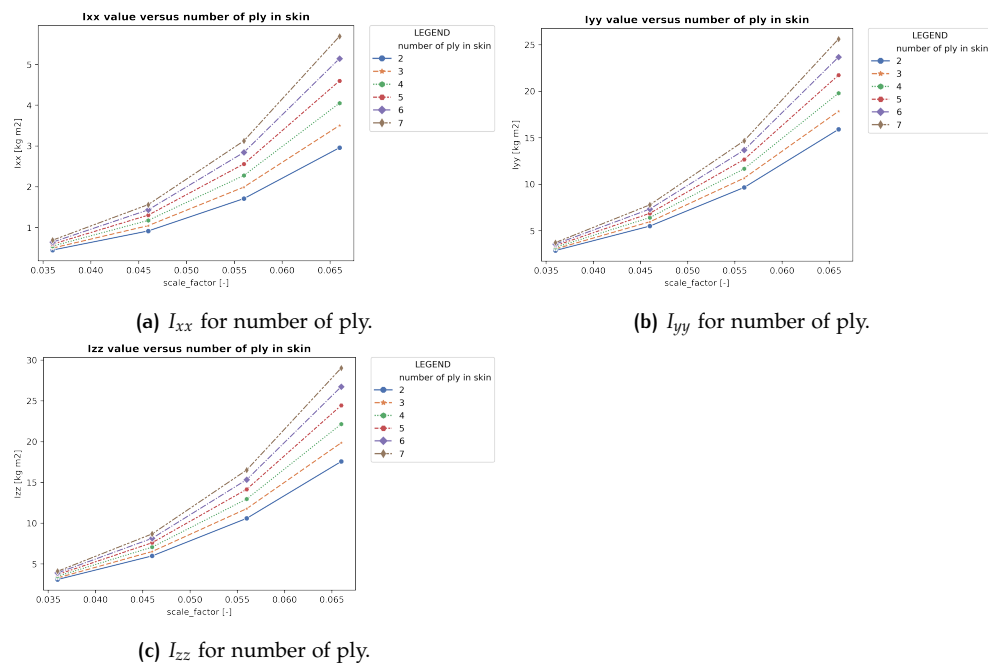 Ixx value versus number of ply in skin
Ixx [kg m2]
5
4
3
2
1
0.035 0.040 0.045 0.050 0.055 0.060 0.065
scale_factor [-]
LEGEND
number of ply in skin
2
3
4
5
6
7
(a) Ixx for number of ply.
Iyy value versus number of ply in skin
Iyy [kg m2]
25
20
15
10
5
0.035 0.040 0.045 0.050 0.055 0.060 0.065
scale_factor [-]
LEGEND
number of ply in skin
2
3
4
5
6
7
(b) Iyy for number of ply.
Izz value versus number of ply in skin
Izz [kg m2]
30
25
20
15
10
5
0.035 0.040 0.045 0.050 0.055 0.060 0.065
scale_factor [-]
LEGEND
number of ply in skin
2
3
4
5
6
7
(c) Izz for number of ply.